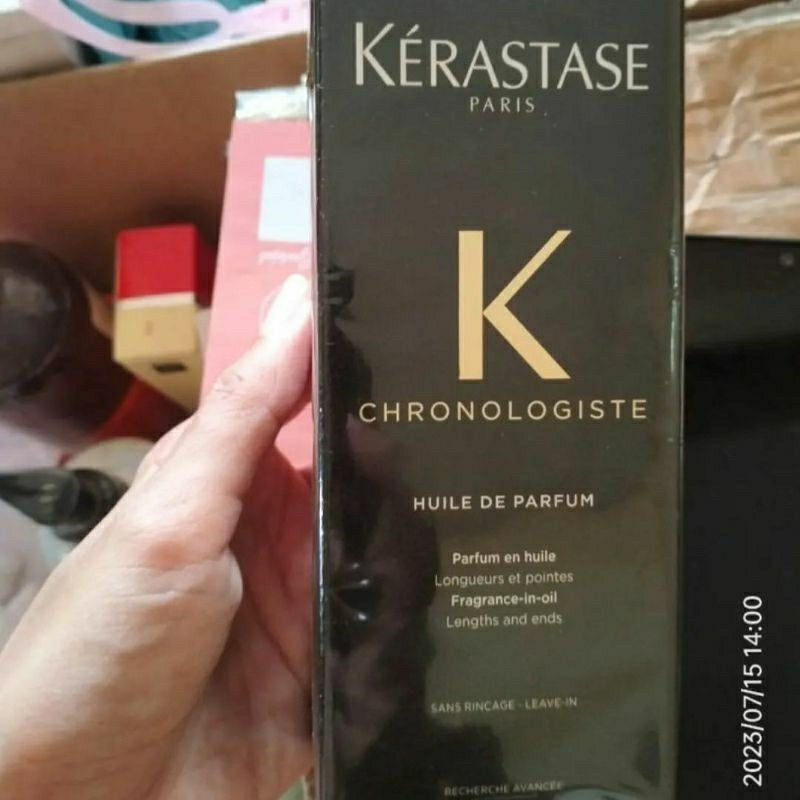 KÉRASTASE
PARIS
K
CHRONOLOGISTE
HUILE DE PARFUM
Parfum en huile
Longueurs et pointes
Fragrance-in-oil
Lengths and ends
SANS RINCAGE - LEAVE-IN
RECHERCHE AVANCÉE
2023/07/15 14:00